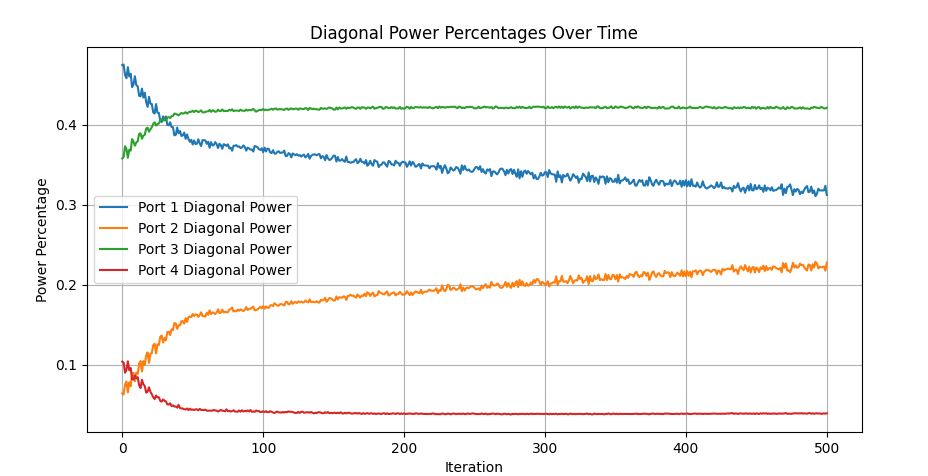 Diagonal Power Percentages Over Time
Power Percentage
0.4
0.3
0.2
0.1
Port 1 Diagonal Power
Port 2 Diagonal Power
Port 3 Diagonal Power
Port 4 Diagonal Power
0 100 200 300 400 500
Iteration